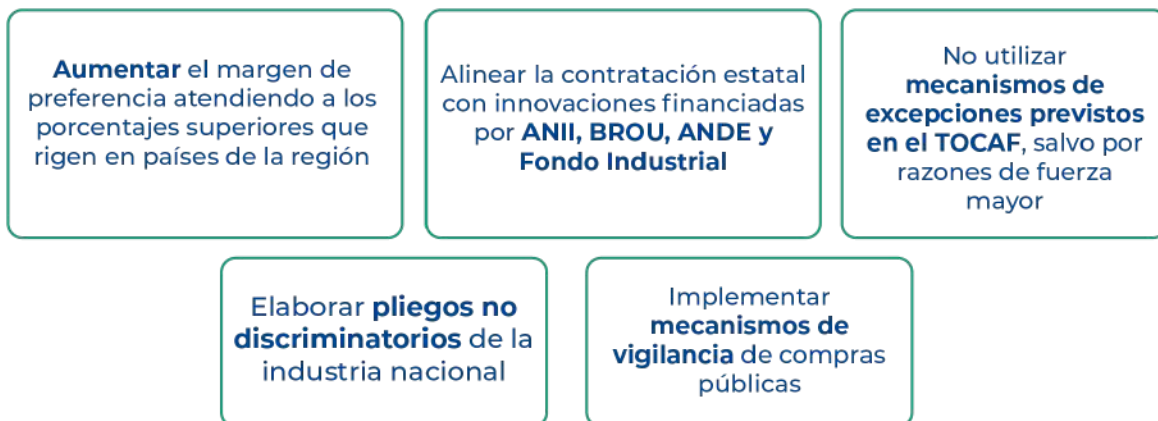 Aumentar el margen de
preferencia atendiendo a los
porcentajes superiores que
rigen en países de la región
Alinear la contratación estatal
con innovaciones financiadas
por ANII, BROU, ANDE y
Fondo Industrial
No utilizar
mecanismos de
excepciones previstos
en el TOCAF, salvo por
razones de fuerza
mayor
Elaborar pliegos no
discriminatorios de la
industria nacional
Implementar
mecanismos de
vigilancia de compras
públicas